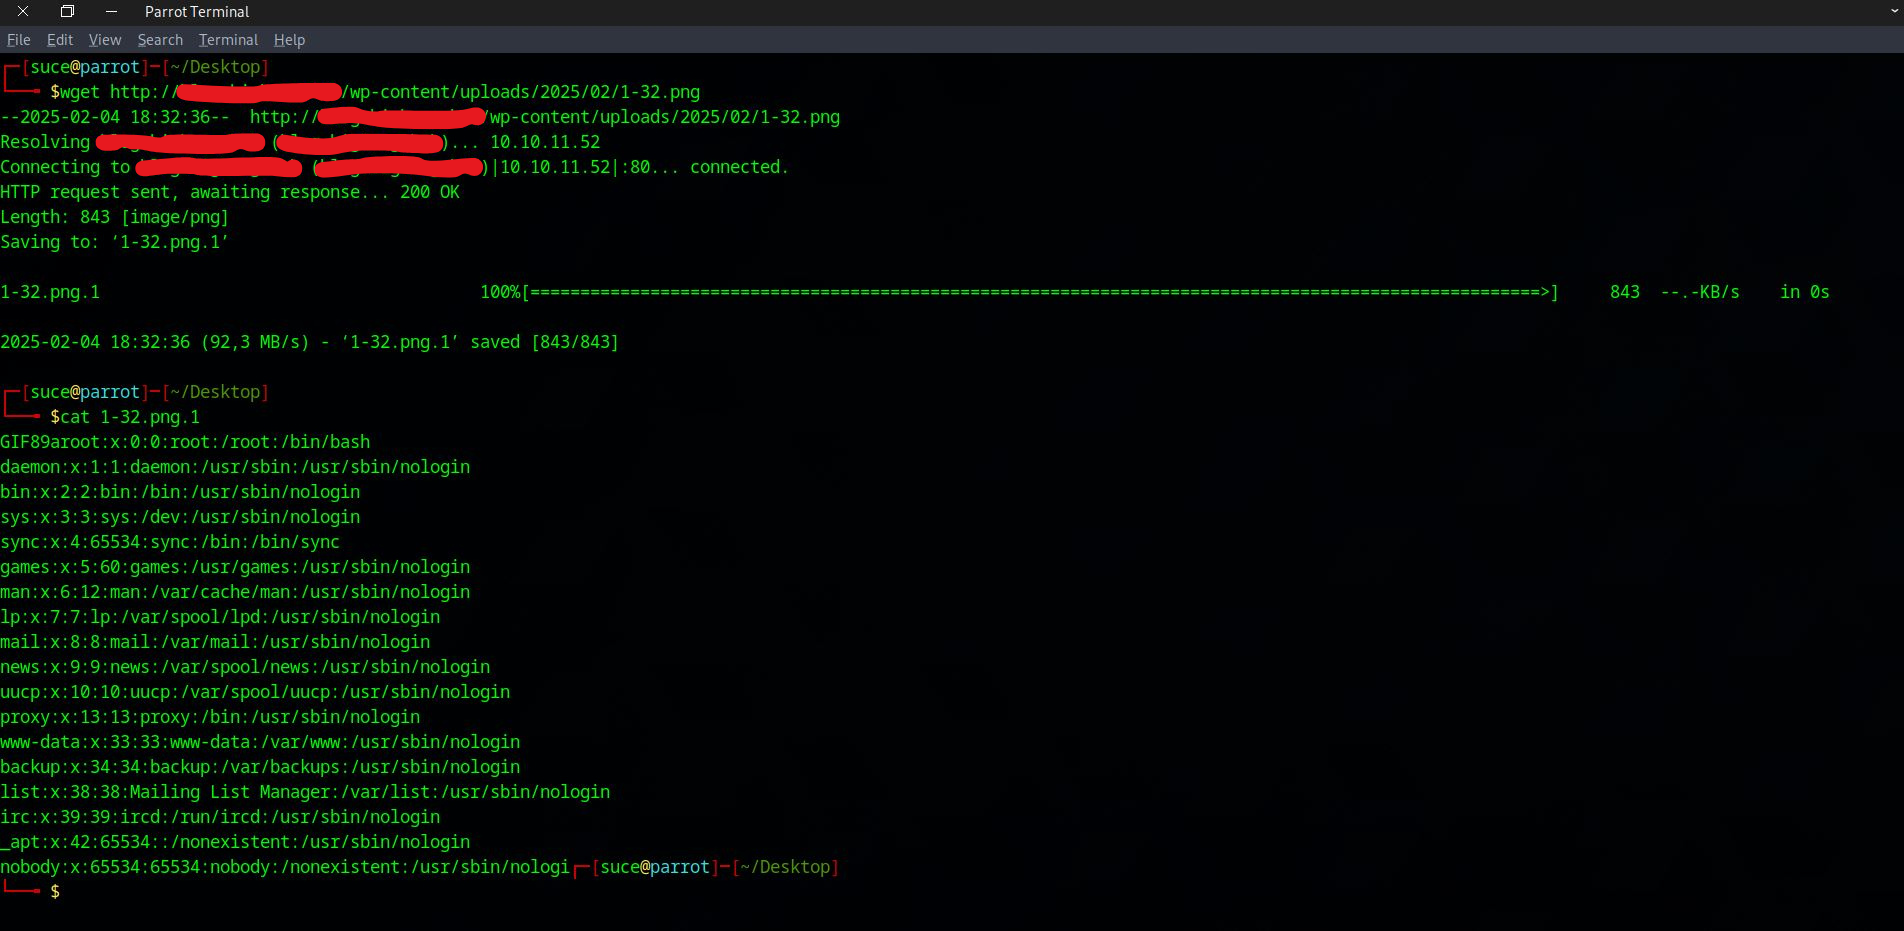 Parrot Terminal
File Edit View Search Terminal Help
┌─[suce@parrot]─[~/Desktop]
└──╼ $wget http:///wp-content/uploads/2025/02/1-32.png
--2025-02-04 18:32:36--  http:///wp-content/uploads/2025/02/1-32.png
Resolving ()... 10.10.11.52
Connecting to ()|10.10.11.52|:80... connected.
HTTP request sent, awaiting response... 200 OK
Length: 843 [image/png]
Saving to: ‘1-32.png.1’
1-32.png.1 100%[=====================================================================================================>] 843 --.-KB/s in 0s
2025-02-04 18:32:36 (92,3 MB/s) - ‘1-32.png.1’ saved [843/843]
┌─[suce@parrot]─[~/Desktop]
└──╼ $cat 1-32.png.1
GIF89aroot:x:0:0:root:/root:/bin/bash
daemon:x:1:1:daemon:/usr/sbin:/usr/sbin/nologin
bin:x:2:2:bin:/bin:/usr/sbin/nologin
sys:x:3:3:sys:/dev:/usr/sbin/nologin
sync:x:4:65534:sync:/bin:/bin/sync
games:x:5:60:games:/usr/games:/usr/sbin/nologin
man:x:6:12:man:/var/cache/man:/usr/sbin/nologin
lp:x:7:7:lp:/var/spool/lpd:/usr/sbin/nologin
mail:x:8:8:mail:/var/mail:/usr/sbin/nologin
news:x:9:9:news:/var/spool/news:/usr/sbin/nologin
uucp:x:10:10:uucp:/var/spool/uucp:/usr/sbin/nologin
proxy:x:13:13:proxy:/bin:/usr/sbin/nologin
www-data:x:33:33:www-data:/var/www:/usr/sbin/nologin
backup:x:34:34:backup:/var/backups:/usr/sbin/nologin
list:x:38:38:Mailing List Manager:/var/list:/usr/sbin/nologin
irc:x:39:39:ircd:/run/ircd:/usr/sbin/nologin
_apt:x:42:65534::/nonexistent:/usr/sbin/nologin
nobody:x:65534:65534:nobody:/nonexistent:/usr/sbin/nologi┌─[suce@parrot]─[~/Desktop]
└──╼ $